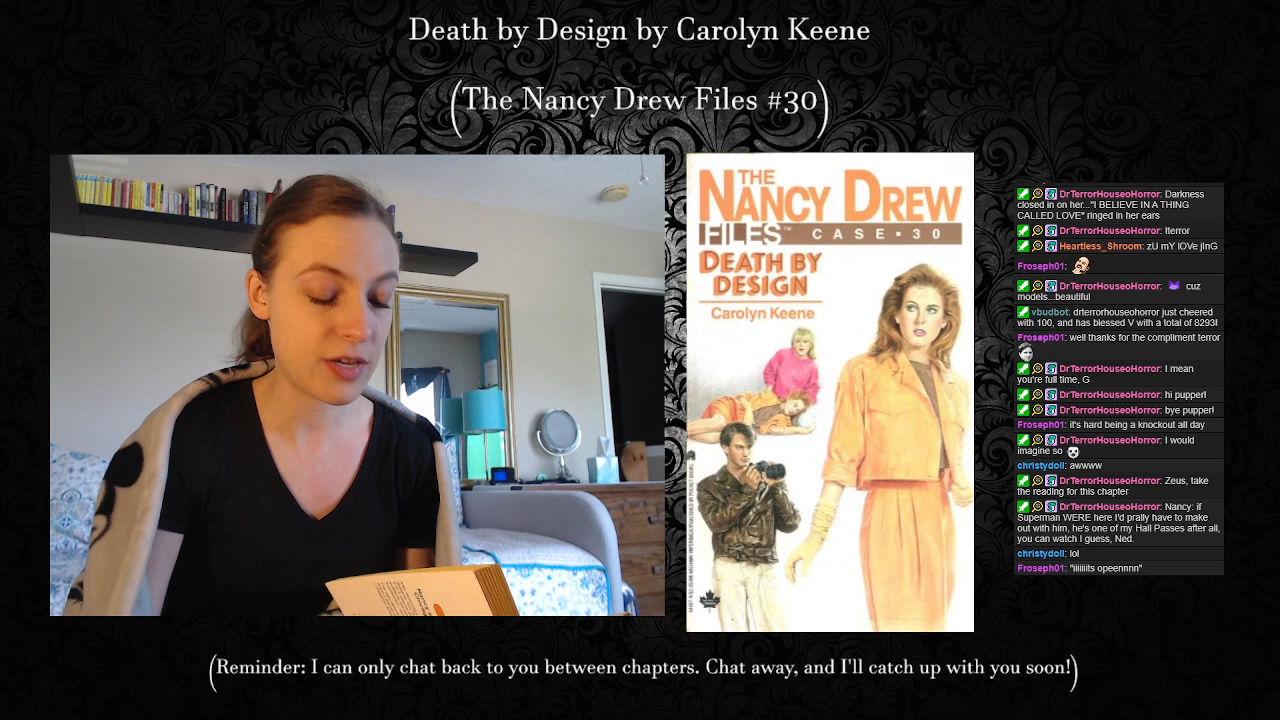 Death by Design by Carolyn Keene
(The Nancy Drew Files #30)
THE
NANCY DREW
FILES™ CASE • 30
DEATH BY
DESIGN
Carolyn Keene
DrTerrorHouseoHorror: Darkness
closed in on her..."I BELIEVE IN A THING
CALLED LOVE" ringed in her ears
DrTerrorHouseoHorror: !terror
Heartless_Shroom: zU mY lOVe jInG
Froseph01:
DrTerrorHouseoHorror: cuz
models...beautiful
vbudbot: drterrorhouseohorror just cheered
with 100, and has blessed V with a total of 8293!
Froseph01: well thanks for the compliment terror
DrTerrorHouseoHorror: I mean
you're full time, G
DrTerrorHouseoHorror: hi pupper!
DrTerrorHouseoHorror: bye pupper!
Froseph01: it's hard being a knockout all day
DrTerrorHouseoHorror: I would
imagine so
christydoll: awwww
DrTerrorHouseoHorror: Zeus, take
the reading for this chapter
DrTerrorHouseoHorror: Nancy: if
Superman WERE here I'd prally have to make
out with him, he's one of my Hall Passes after all,
you can watch I guess, Ned.
christydoll: lol
Froseph01: "iiiiiiits opeennnn"
(Reminder: I can only chat back to you between chapters. Chat away, and I'll catch up with you soon!)